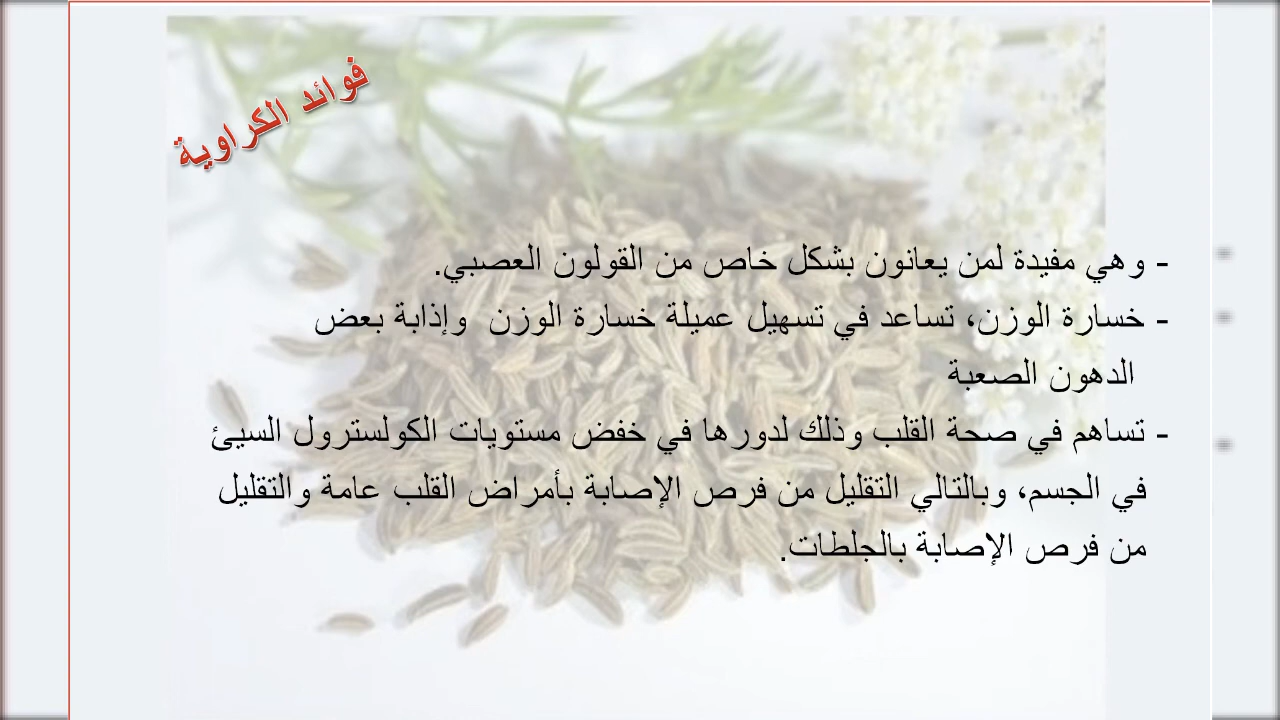 فوائد الكراوية
- وهي مفيدة لمن يعانون بشكل خاص من القولون العصبي.
- خسارة الوزن، تساعد في تسهيل عميلة خسارة الوزن وإذابة بعض
الدهون الصعبة
- تساهم في صحة القلب وذلك لدورها في خفض مستويات الكولسترول السيئ
في الجسم، وبالتالي التقليل من فرص الإصابة بأمراض القلب عامة والتقليل
من فرص الإصابة بالجلطات.